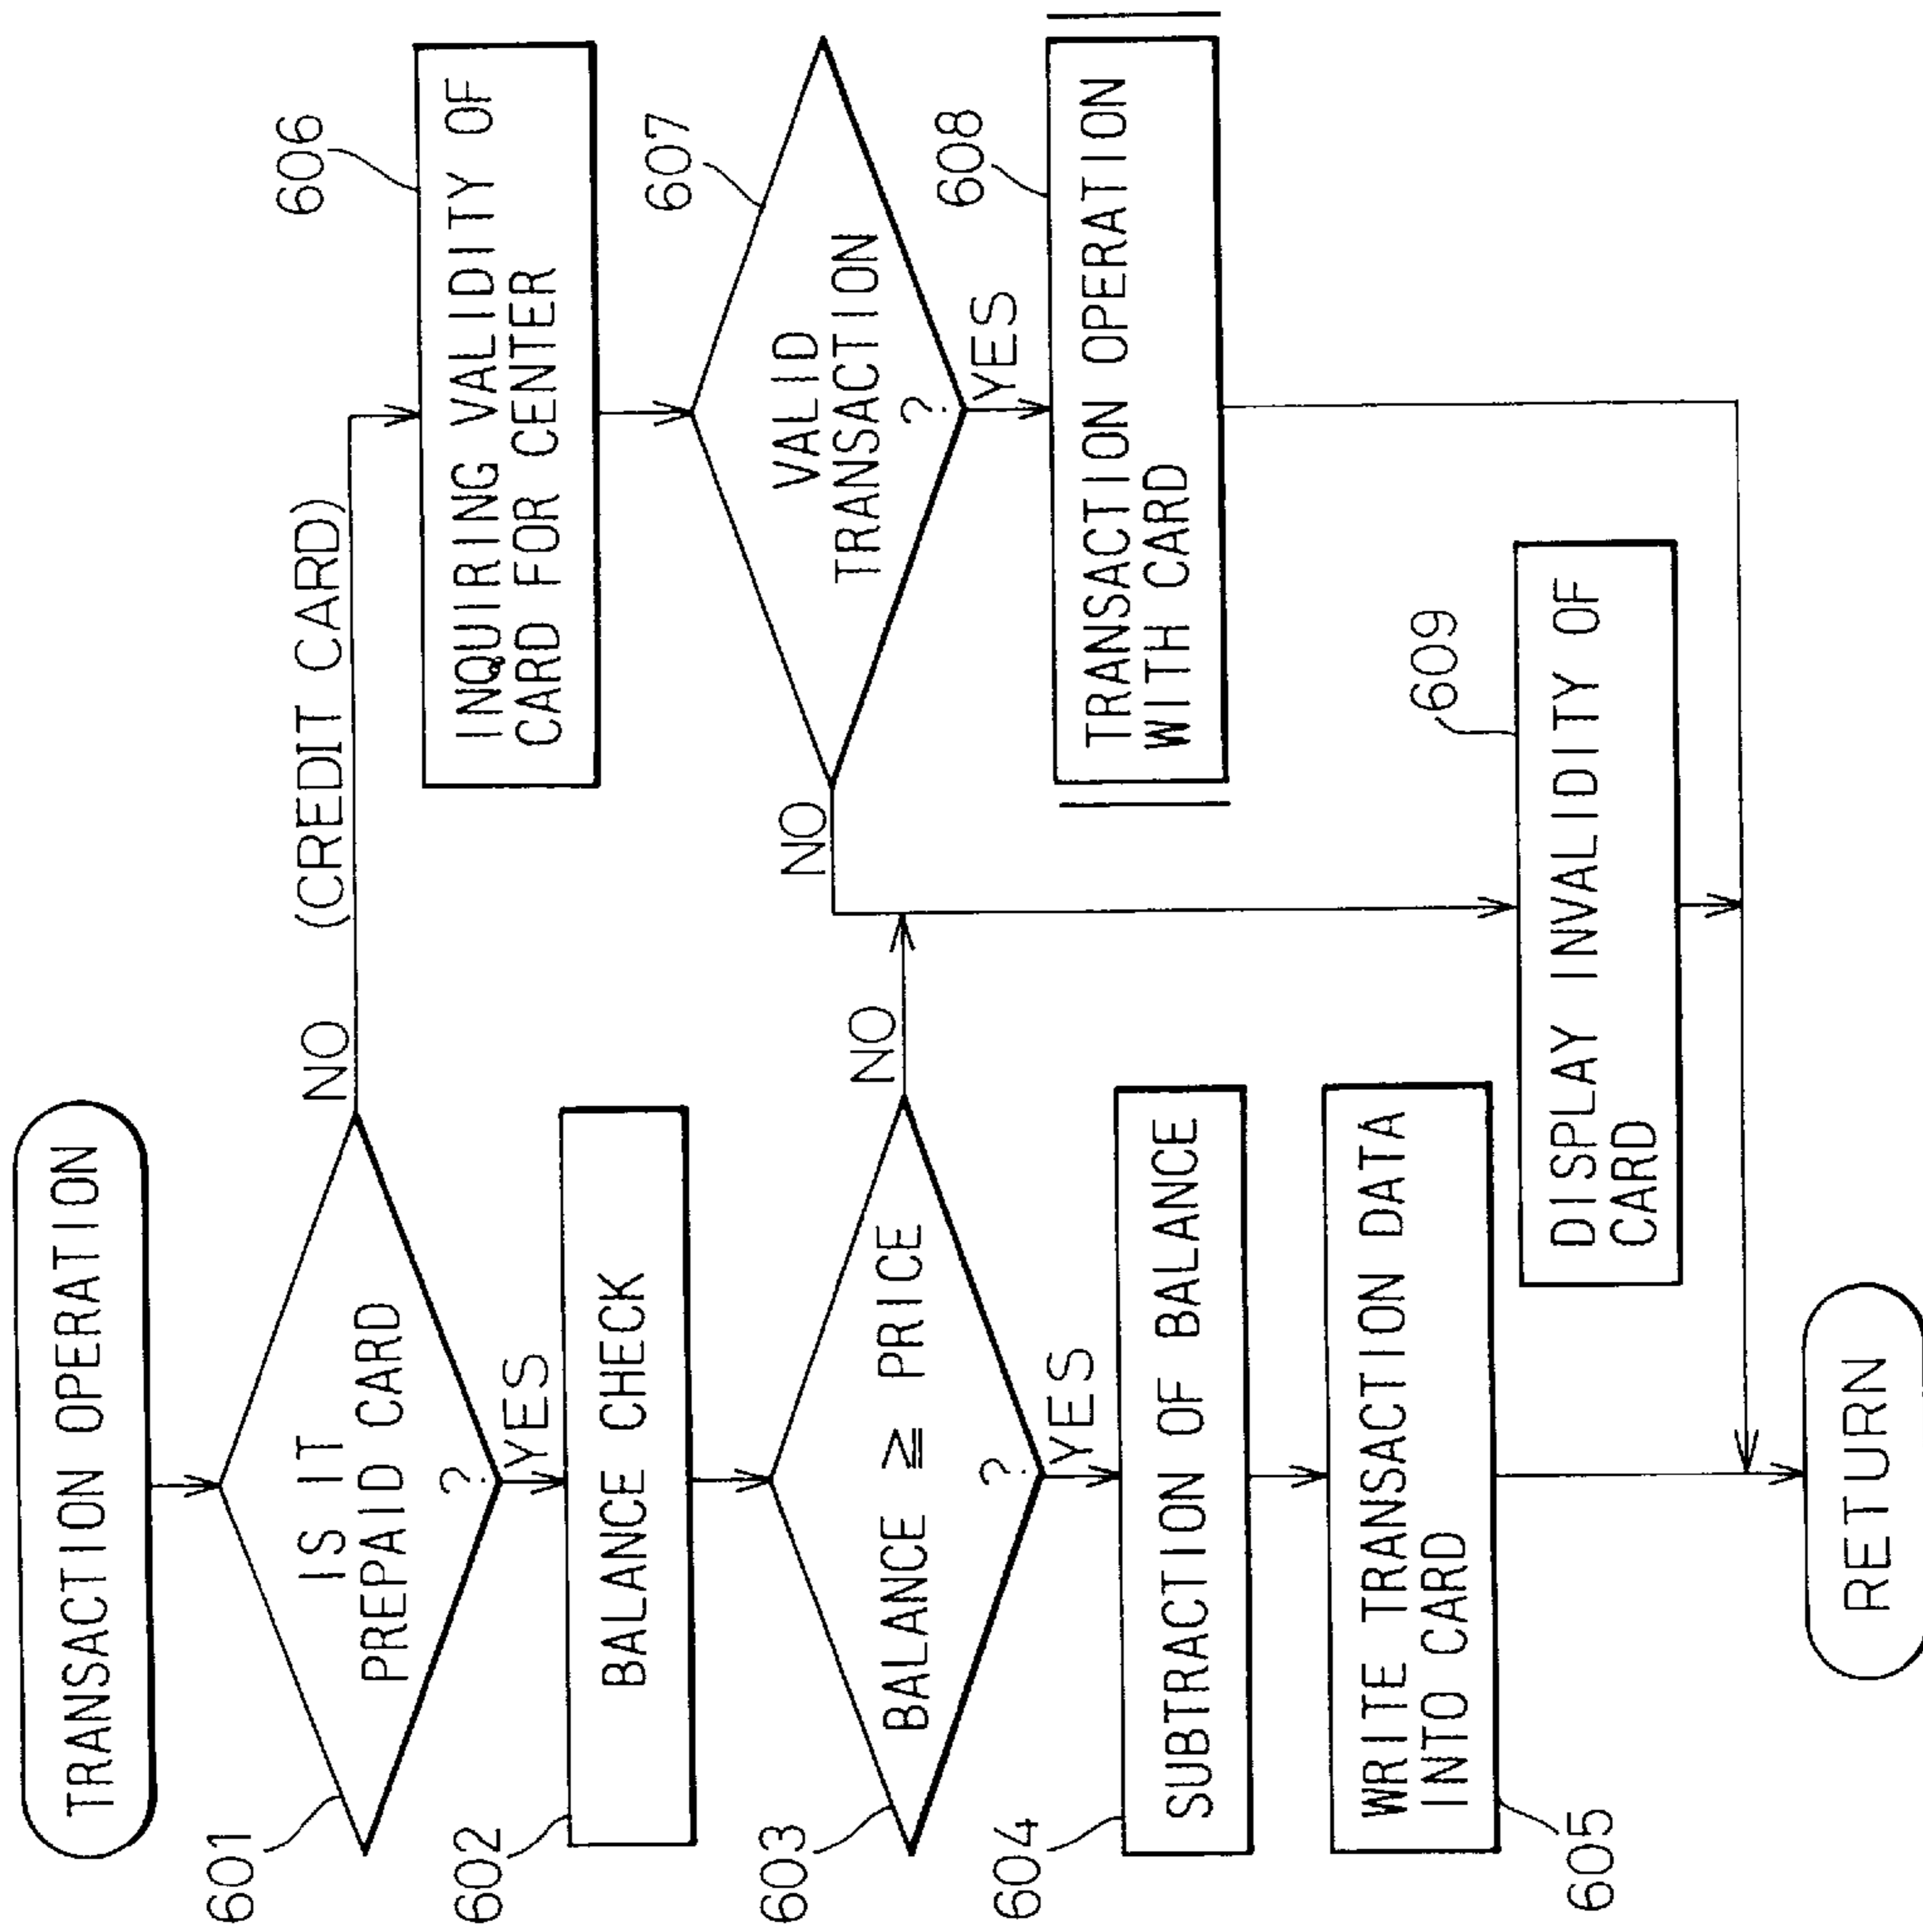 TRANSACTION OPERATION
601
IS IT
PREPAID CARD
?
NO (CREDIT CARD)
YES
602
BALANCE CHECK
603
BALANCE ≧ PRICE
?
NO
YES
604
SUBTRACTION OF BALANCE
WRITE TRANSACTION DATA
INTO CARD
605
606
INQUIRING VALIDITY OF
CARD FOR CENTER
607
VALID
TRANSACTION
?
NO
YES
608
TRANSACTION OPERATION
WITH CARD
609
DISPLAY INVALIDITY OF
CARD
RETURN